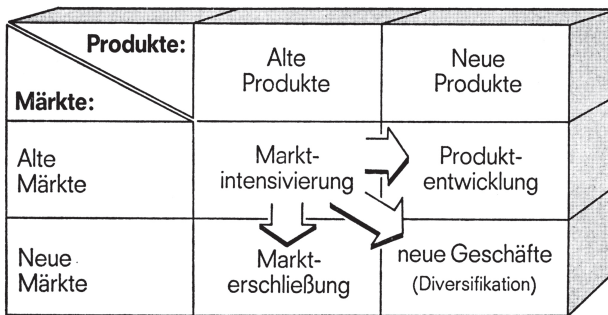 Produkte:
Märkte:
Alte
Produkte
Neue
Produkte
Alte
Märkte
Markt-
intensivierung
Produkt-
entwicklung
Neue
Märkte
Markt-
erschließung
neue Geschäfte
(Diversifikation)